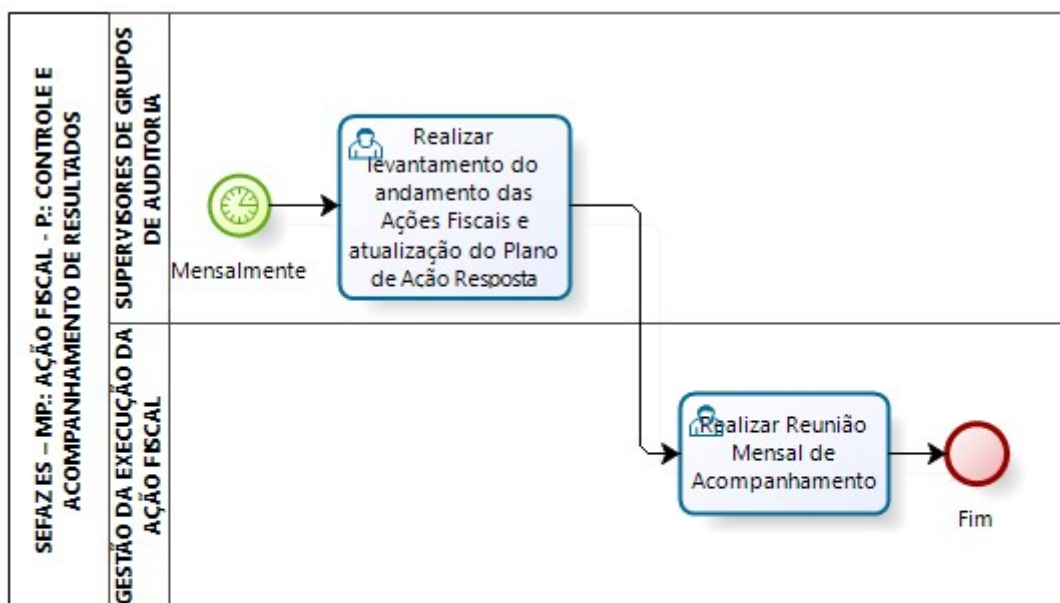 SEFAZ ES – MP.: AÇÃO FISCAL - P.: CONTROLE E
ACOMPANHAMENTO DE RESULTADOS
SUPERVISORES DE GRUPOS
DE AUDITORIA
Mensalmente
Realizar
levantamento do
andamento das
Ações Fiscais e
atualização do Plano
de Ação Resposta
GESTÃO DA EXECUÇÃO DA
AÇÃO FISCAL
Realizar Reunião
Mensal de
Acompanhamento
Fim